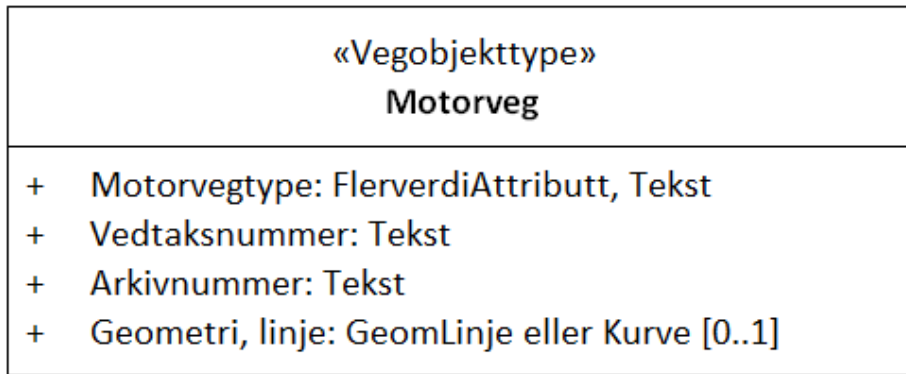 «Vegobjekttype»
Motorveg
+ Motorvegtype: FlerverdiAttributt, Tekst
+ Vedtaksnummer: Tekst
+ Arkivnummer: Tekst
+ Geometri, linje: GeomLinje eller Kurve [0..1]